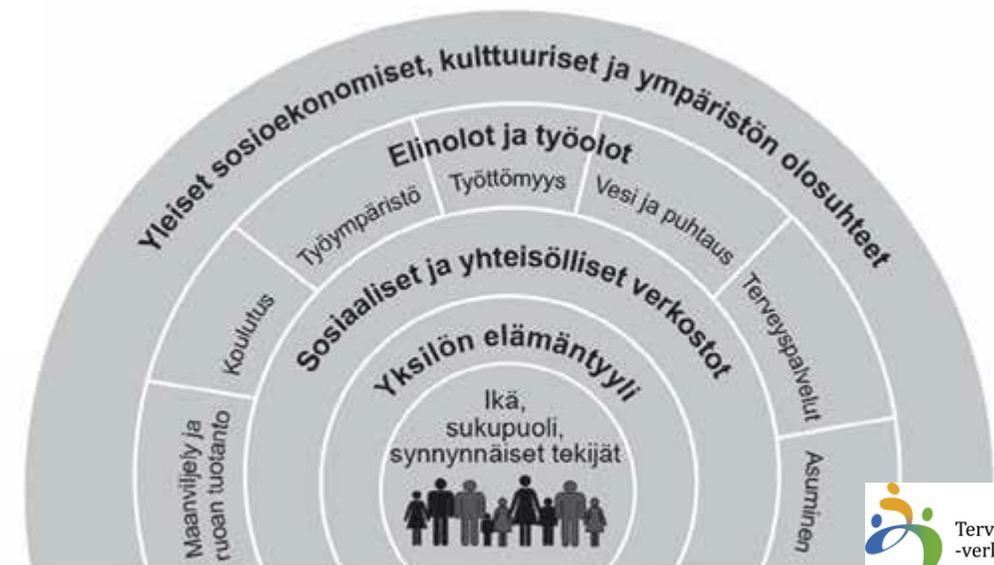 Yleiset sosioekonomiset, kulttuuriset ja ympäristön olosuhteet
Elinolot ja työolot
Maanviljely ja
ruoan tuotanto
Koulutus
Työympäristö
Työttömyys
Vesi ja puhtaus
Terveyspalvelut
Asuminen
Sosiaaliset ja yhteisölliset verkostot
Yksilön elämäntyyli
Ikä,
sukupuoli,
synnynnäiset tekijät